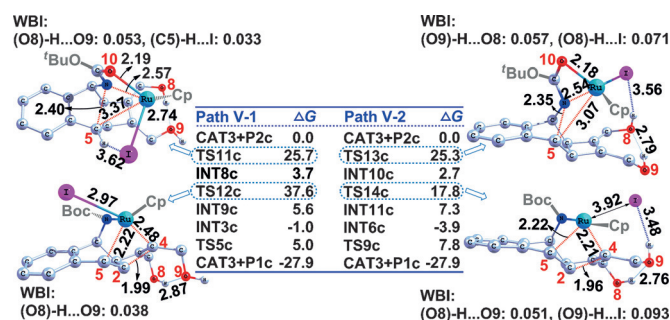 WBI:
(O8)-H...O9: 0.053, (C5)-H...I: 0.033
WBI:
(O9)-H...O8: 0.057, (O8)-H...I: 0.071
ᵗBuO
10
2.19
2.57
8
N
Ru
Cp
2.40
3.37
2.74
9
5
3.62
I
ᵗBuO
10
2.18
I
2.54
Ru
3.56
2.35
N
Cp
3.07
8
2.79
5
9
Path V-1 ΔG Path V-2 ΔG
CAT3+P2c 0.0 CAT3+P2c 0.0
TS11c 25.7 TS13c 25.3
INT8c 3.7 INT10c 2.7
TS12c 37.6 TS14c 17.8
INT9c 5.6 INT11c 7.3
INT3c -1.0 INT6c -3.9
TS5c 5.0 TS9c 7.8
CAT3+P1c -27.9 CAT3+P1c -27.9
I
2.97
Cp
Boc
N
Ru
2.48
2.22
4
5
2
8
9
1.99
2.87
Boc
N
3.92
I
Ru
Cp
2.22
2.21
3.48
4
9
5
2
8
2.76
1.96
WBI:
(O8)-H...O9: 0.038
WBI:
(O8)-H...O9: 0.051, (O9)-H...I: 0.093